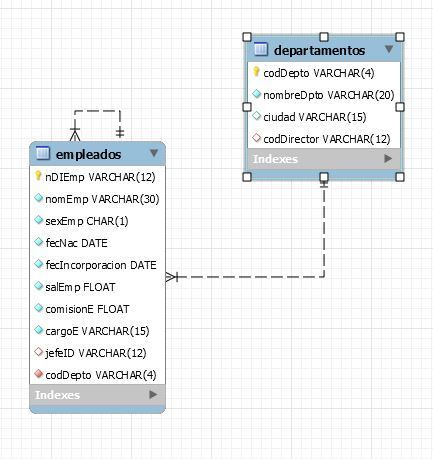 departamentos
codDepto VARCHAR(4)
nombreDpto VARCHAR(20)
ciudad VARCHAR(15)
codDirector VARCHAR(12)
Indexes
empleados
nDIEmp VARCHAR(12)
nomEmp VARCHAR(30)
sexEmp CHAR(1)
fecNac DATE
fecIncorporacion DATE
salEmp FLOAT
comisionE FLOAT
cargoE VARCHAR(15)
jefeID VARCHAR(12)
codDepto VARCHAR(4)
Indexes